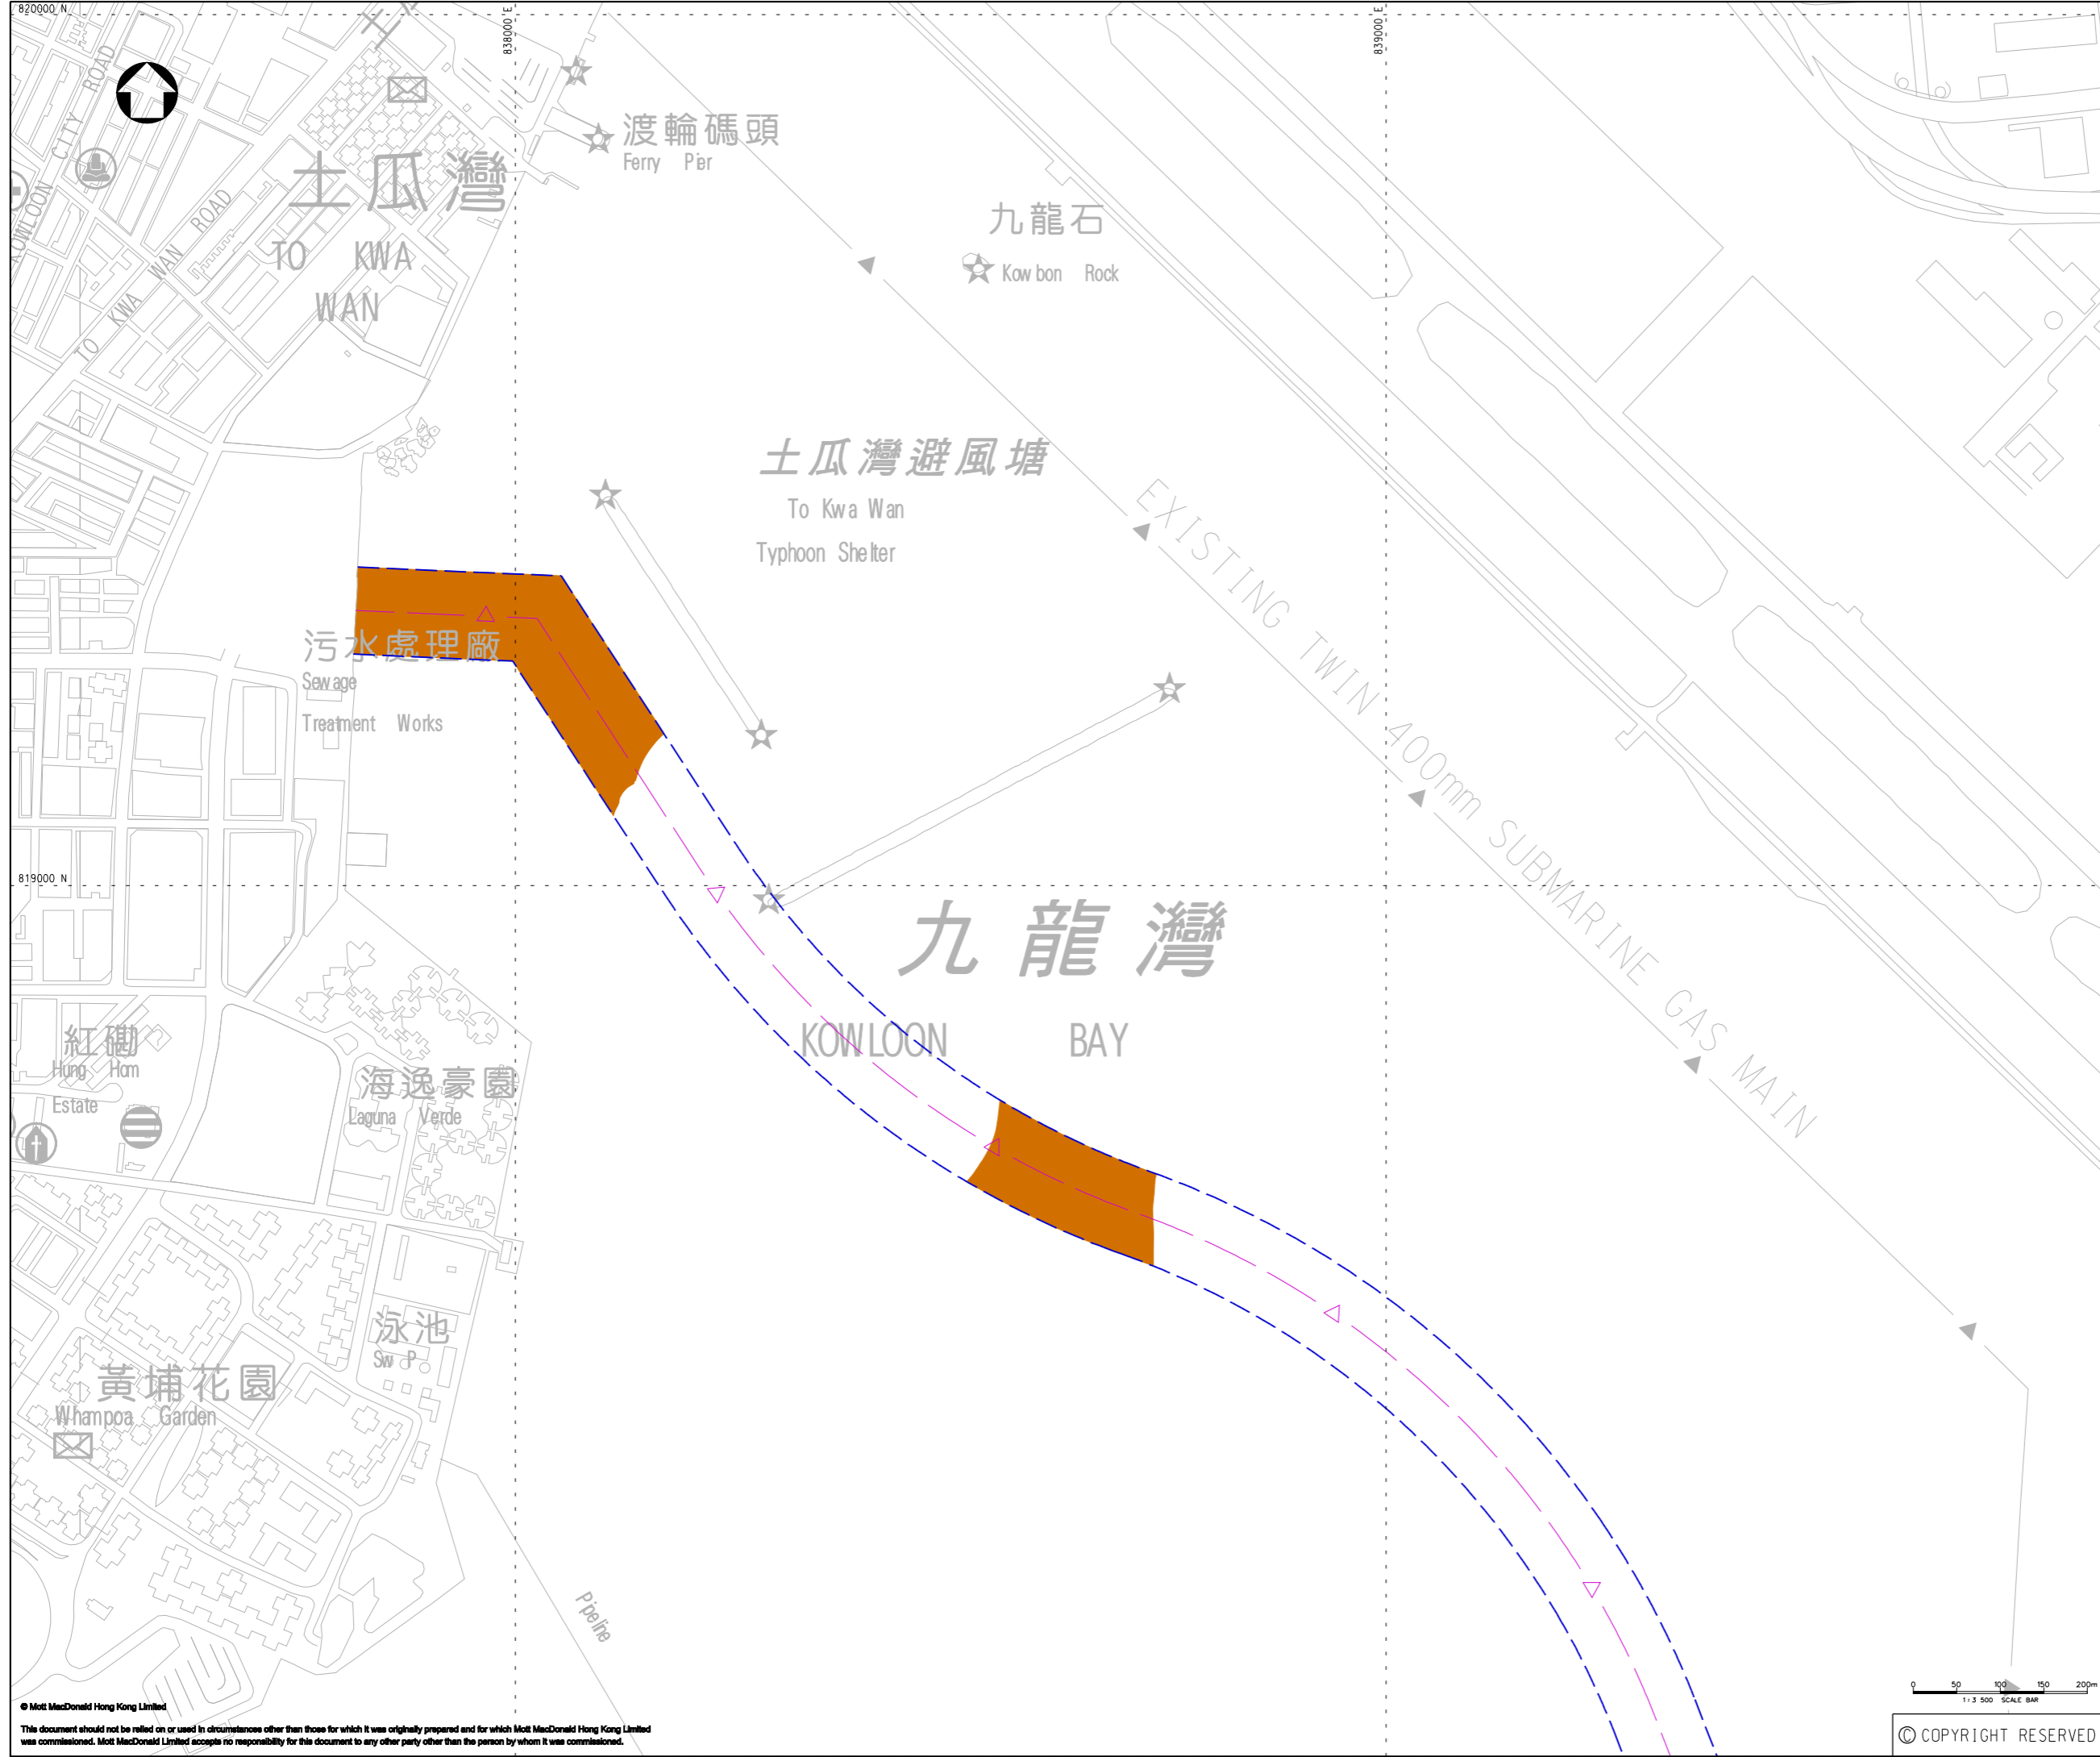 820000 N
838000 E
839000 E
KOWLOON CITY ROAD
渡輪碼頭
Ferry Pier
土瓜灣
TO KWA
WAN
TO KWA WAN ROAD
九龍石
Kow bon Rock
土瓜灣避風塘
To Kwa Wan
Typhoon Shelter
EXISTING TWIN 400mm SUBMARINE GAS MAIN
污水處理廠
Sewage
Treatment Works
819000 N
九龍灣
KOWLOON BAY
紅磡
Hung Hom
Estate
海逸豪園
Laguna Verde
泳池
Sw P
黃埔花園
Whampoa Garden
Pipeline
0 50 100 150 200m
1:3 500 SCALE BAR
© Mott MacDonald Hong Kong Limited
This document should not be relied on or used in circumstances other than those for which it was originally prepared and for which Mott MacDonald Hong Kong Limited
was commissioned. Mott MacDonald Limited accepts no responsibility for this document to any other party other than the person by whom it was commissioned.
© COPYRIGHT RESERVED